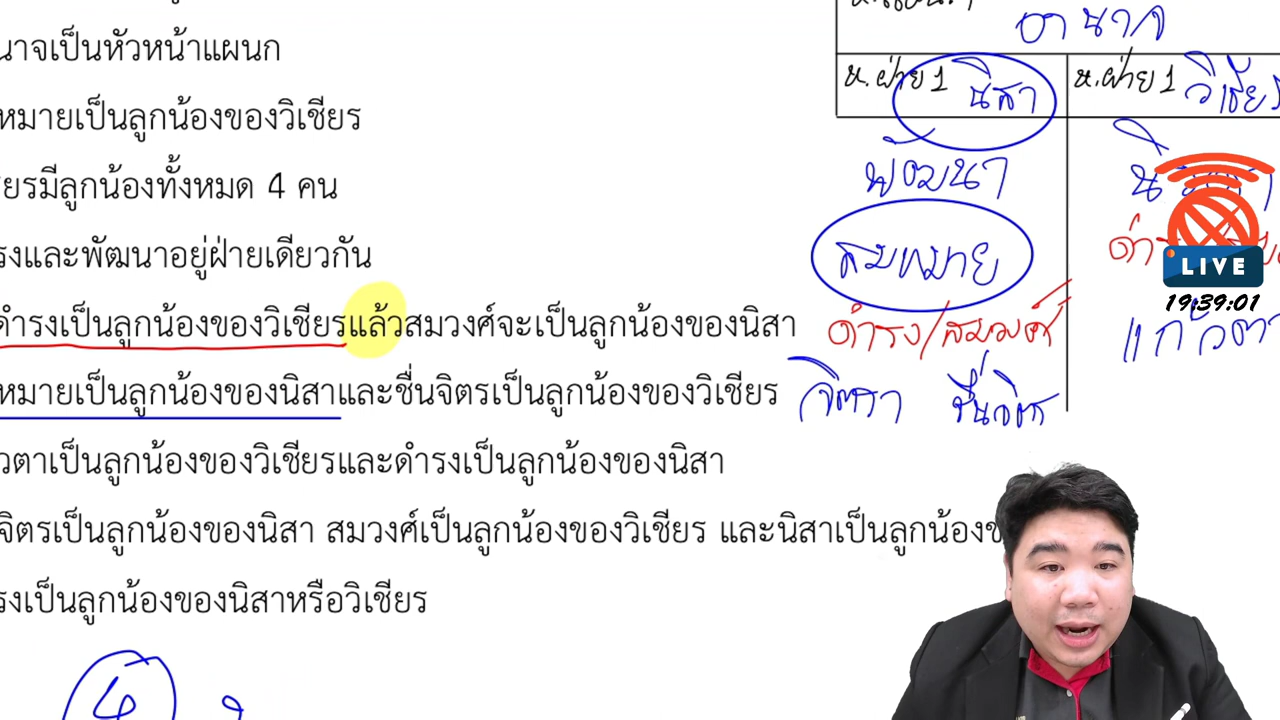 นาจเป็นหัวหน้าแผนก
หมายเป็นลูกน้องของวิเชียร
ยรมีลูกน้องทั้งหมด 4 คน
รงและพัฒนาอยู่ฝ่ายเดียวกัน
ดำรงเป็นลูกน้องของวิเชียรแล้วสมวงศ์จะเป็นลูกน้องของนิสา
หมายเป็นลูกน้องของนิสาและชื่นจิตรเป็นลูกน้องของวิเชียร
วตาเป็นลูกน้องของวิเชียรและดำรงเป็นลูกน้องของนิสา
จิตรเป็นลูกน้องของนิสา สมวงศ์เป็นลูกน้องของวิเชียร และนิสาเป็นลูกน้อง
รงเป็นลูกน้องของนิสาหรือวิเชียร
4
อำนาจ
ห.ฝ่าย 1 นิสา
ห.ฝ่าย 1 วิเชียร
พัฒนา
สมหมาย
ดำรง/สมวงศ์
แก้วตา
จิตรา ชื่นจิตร
LIVE
19:39:01